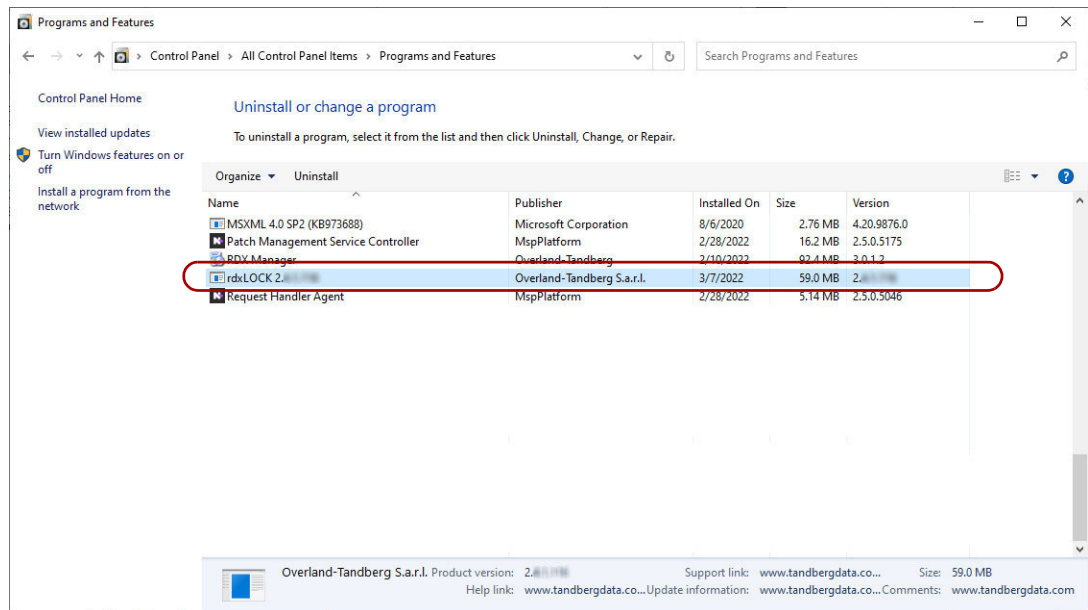 Programs and Features
Control Panel > All Control Panel Items > Programs and Features
Search Programs and Features
Control Panel Home
View installed updates
Turn Windows features on or
off
Install a program from the
network
Uninstall or change a program
To uninstall a program, select it from the list and then click Uninstall, Change, or Repair.
Organize Uninstall
Name Publisher Installed On Size Version
MSXML 4.0 SP2 (KB973688) Microsoft Corporation 8/6/2020 2.76 MB 4.20.9876.0
Patch Management Service Controller MspPlatform 2/28/2022 16.2 MB 2.5.0.5175
RDX Manager Overland-Tandberg 2/10/2022 92.4 MB 3.0.1.2
rdxLOCK 2. Overland-Tandberg S.a.r.l. 3/7/2022 59.0 MB 2.
Request Handler Agent MspPlatform 2/28/2022 5.14 MB 2.5.0.5046
Overland-Tandberg S.a.r.l. Product version: 2. Support link: www.tandbergdata.co... Size: 59.0 MB
Help link: www.tandbergdata.co... Update information: www.tandbergdata.co... Comments: www.tandbergdata.com